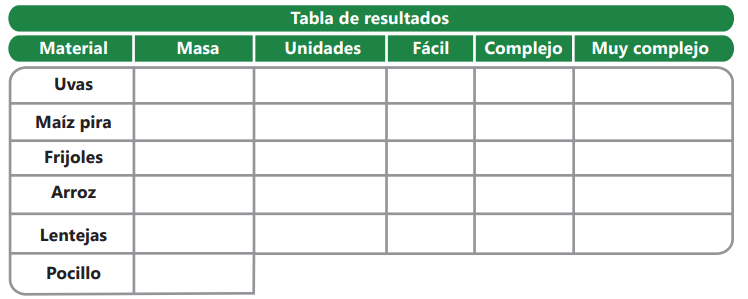 Tabla de resultados
Material Masa Unidades Fácil Complejo Muy complejo
Uvas
Maíz pira
Frijoles
Arroz
Lentejas
Pocillo